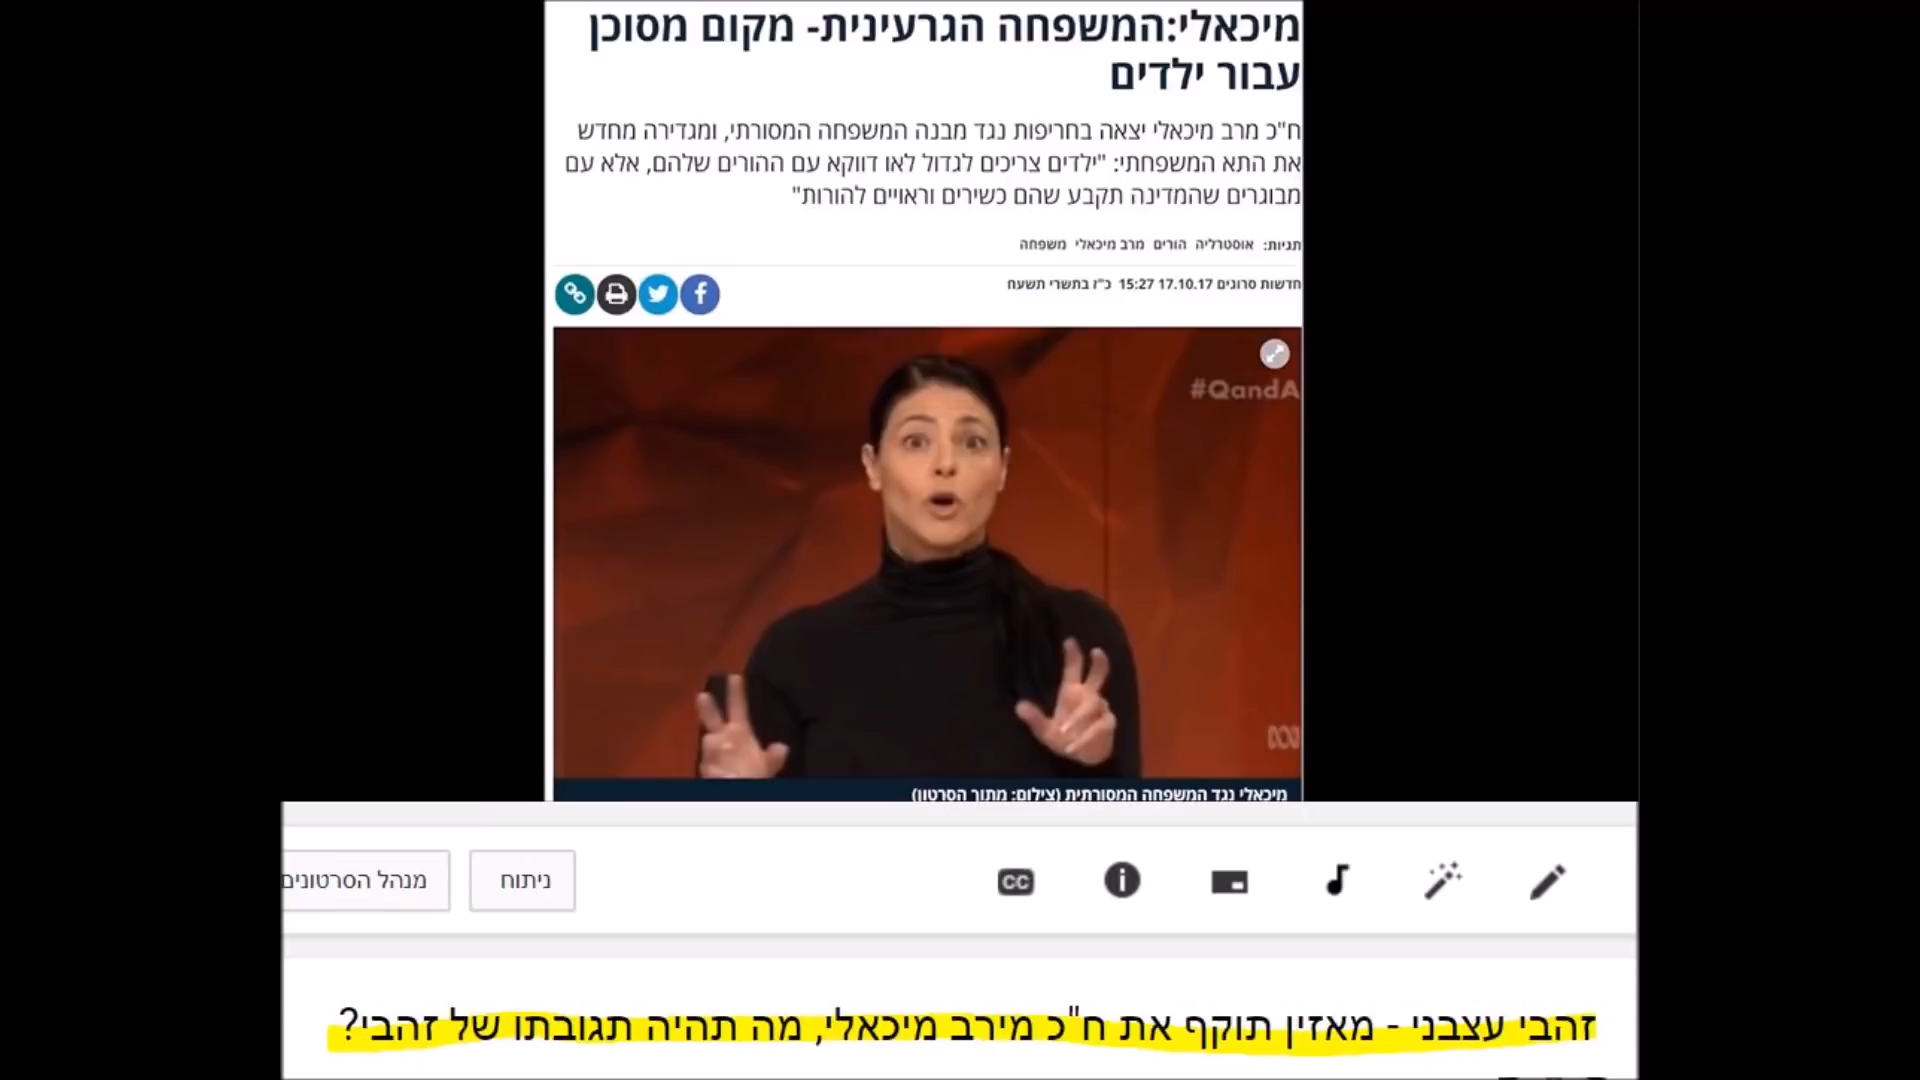 מיכאלי:המשפחה הגרעינית- מקום מסוכן
עבור ילדים
ח"כ מרב מיכאלי יצאה בחריפות נגד מבנה המשפחה המסורתי, ומגדירה מחדש
את התא המשפחתי: "ילדים צריכים לגדול לאו דווקא עם ההורים שלהם, אלא עם
מבוגרים שהמדינה תקבע שהם כשירים וראויים להורות"
תגיות: אוסטרליה הורים מרב מיכאלי משפחה
חדשות סרוגים 17.10.17 15:27 כ"ז בתשרי תשעח
#QandA
מיכאלי נגד המשפחה המסורתית (צילום: מתוך הסרטון)
CC
ניתוח
מנהל הסרטונים
זהבי עצבני - מאזין תוקף את ח"כ מירב מיכאלי, מה תהיה תגובתו של זהבי?